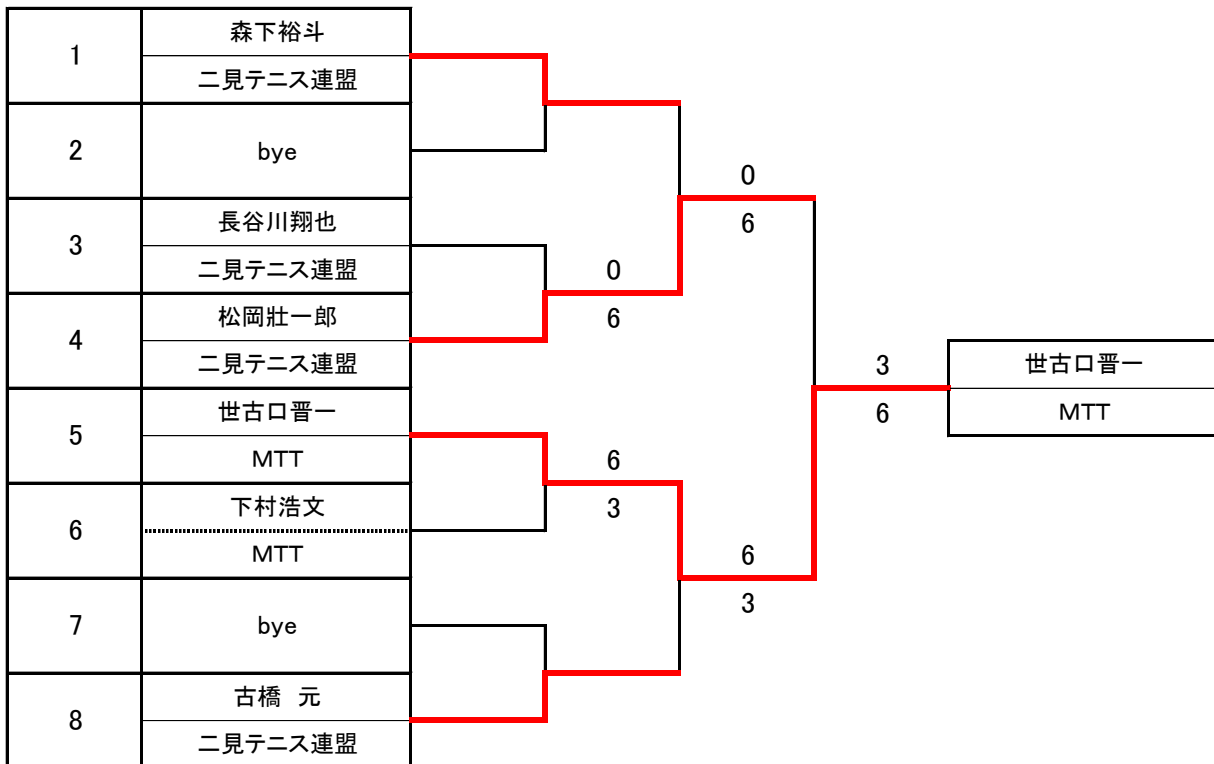 1
森下裕斗
二見テニス連盟
2
bye
3
長谷川翔也
二見テニス連盟
4
松岡壯一郎
二見テニス連盟
5
世古口晋一
MTT
6
下村浩文
MTT
7
bye
8
古橋　元
二見テニス連盟
0
6
6
3
0
6
6
3
3
6
世古口晋一
MTT